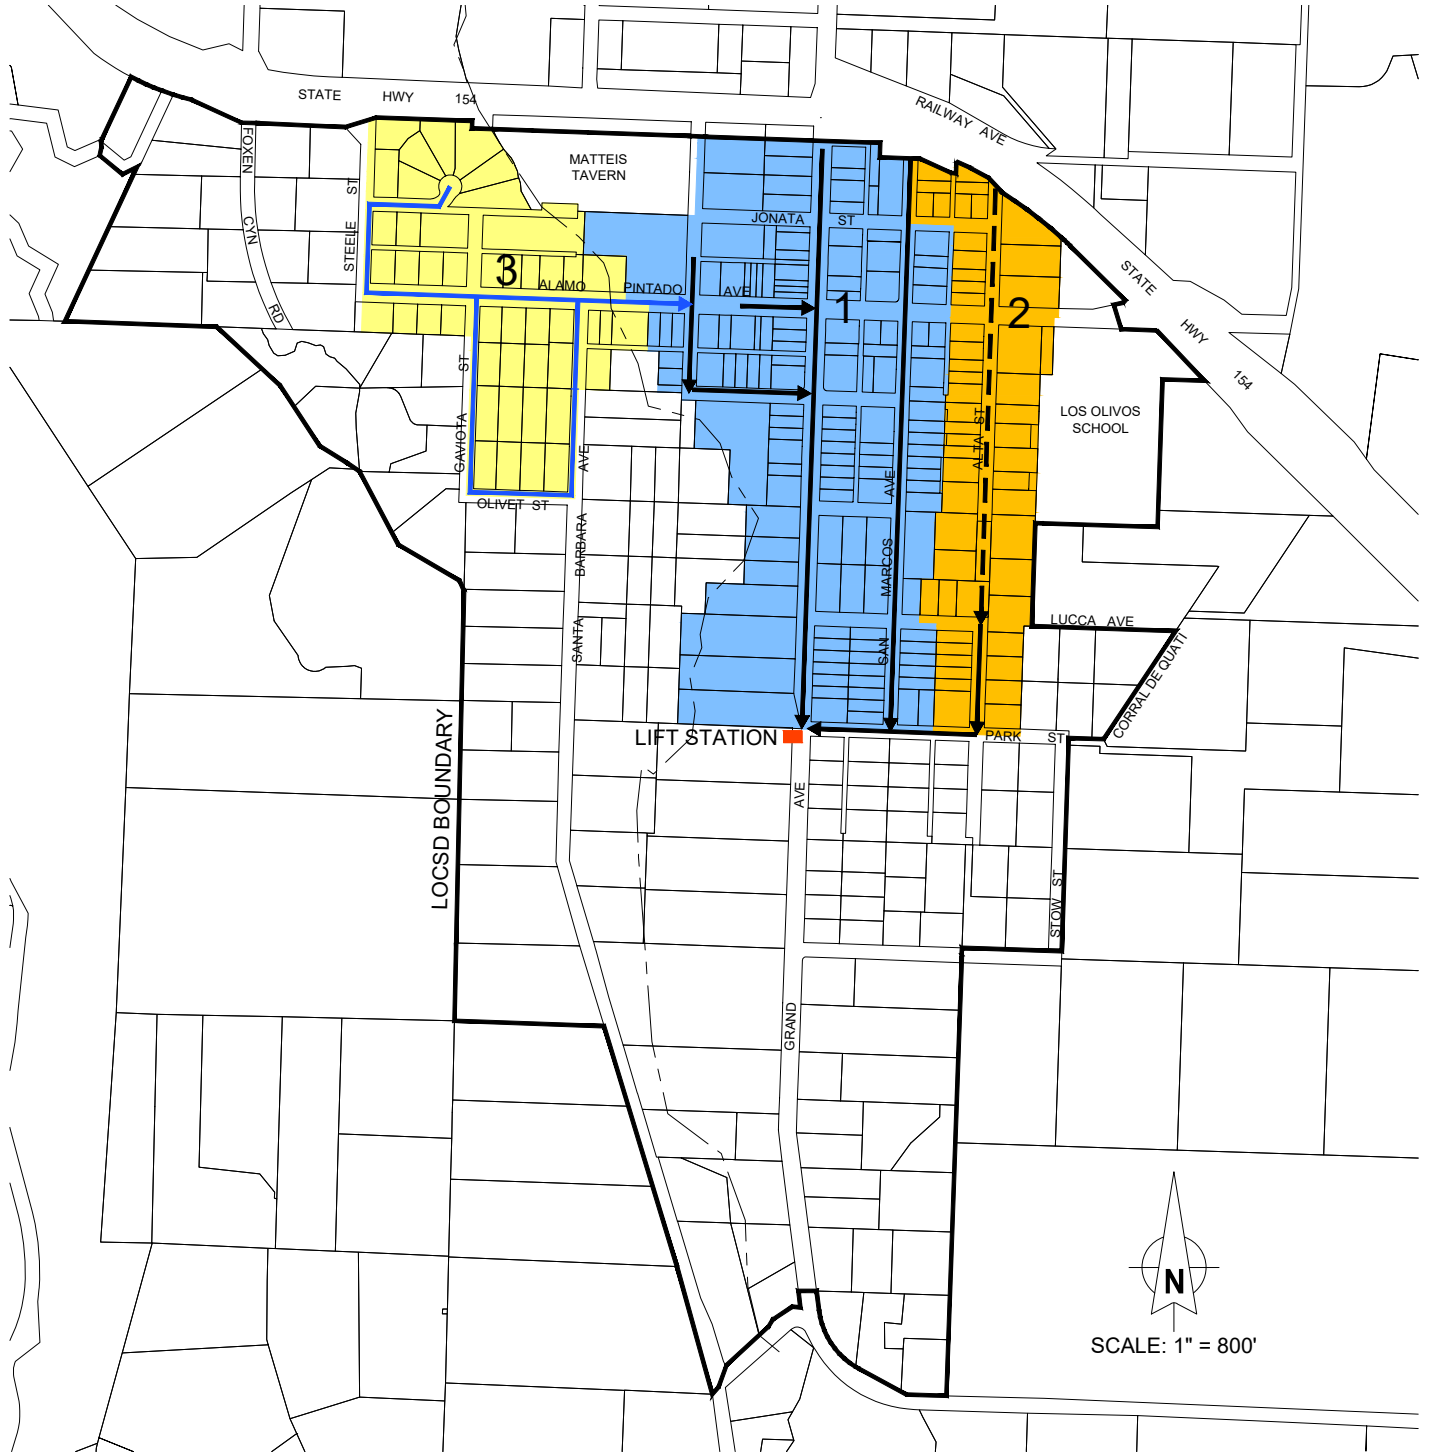 STATE HWY 154
RAILWAY AVE
MATTEIS
TAVERN
FOXEN CYN RD
STEELE ST
JONATA ST
3
ALAMO PINTADO AVE
1
2
STATE HWY 154
GAVIOTA ST
LOS OLIVOS
SCHOOL
ALTA ST
OLIVET ST
SANTA BARBARA AVE
SAN MARCOS AVE
LUCCA AVE
CORRAL DE QUATI
LIFT STATION
PARK ST
LOCSD BOUNDARY
GRAND AVE
STOW ST
N
SCALE: 1" = 800'